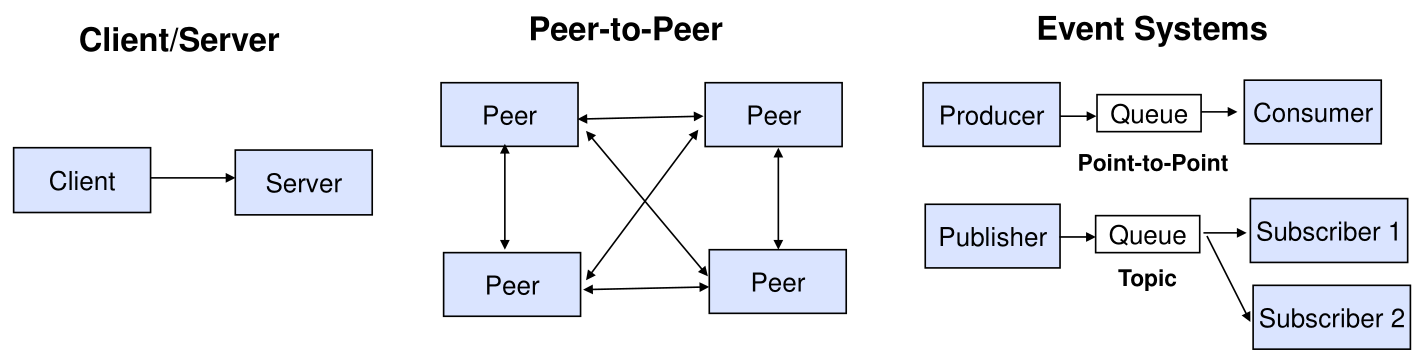 Client/Server
Client
Server
Peer-to-Peer
Peer
Peer
Peer
Peer
Event Systems
Producer
Queue
Consumer
Point-to-Point
Publisher
Queue
Subscriber 1
Topic
Subscriber 2